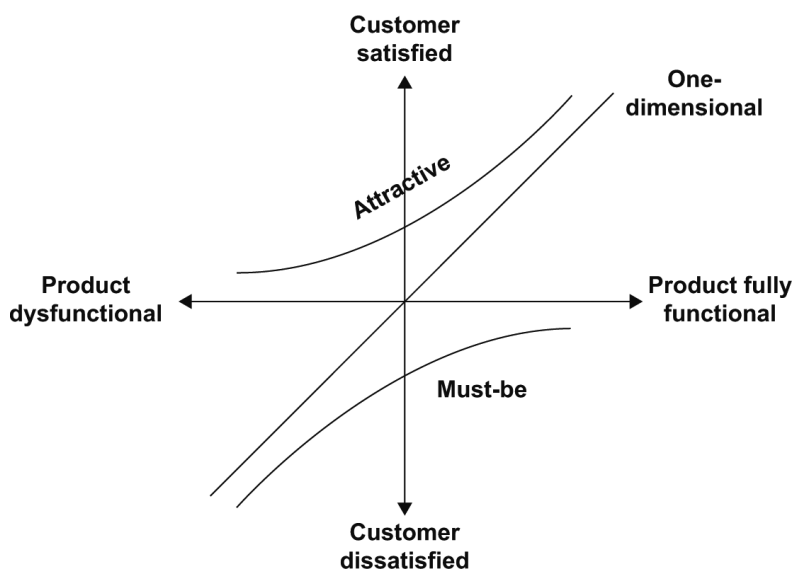 Customer
satisfied
One-
dimensional
Attractive
Product
dysfunctional
Product fully
functional
Must-be
Customer
dissatisfied